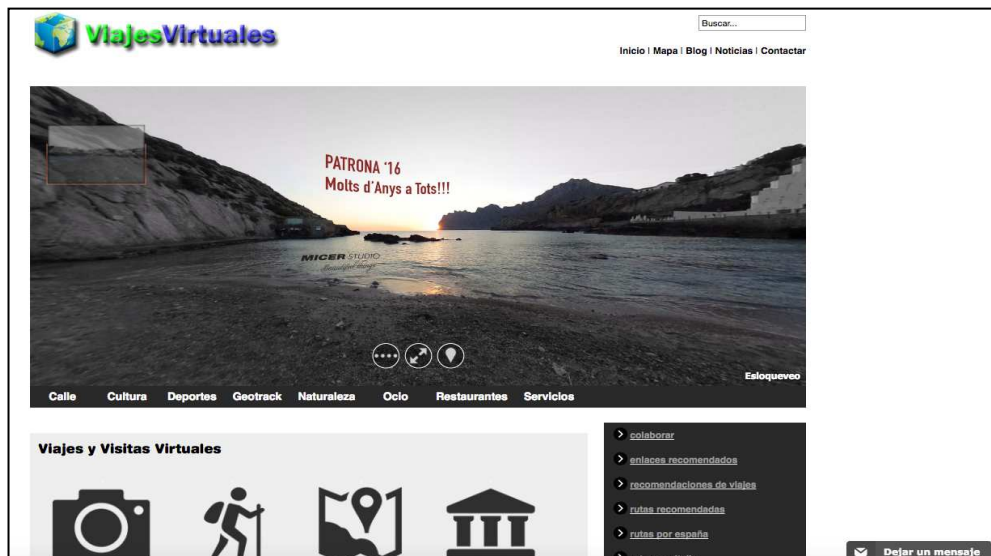 ViajesVirtuales
Buscar...
Inicio | Mapa | Blog | Noticias | Contactar
PATRONA '16
Molts d'Anys a Tots!!!
MICER STUDIO
Esloqueveo
Calle Cultura Deportes Geotrack Naturaleza Ocio Restaurantes Servicios
Viajes y Visitas Virtuales
colaborar
enlaces recomendados
recomendaciones de viajes
rutas recomendadas
rutas por españa
Dejar un mensaje